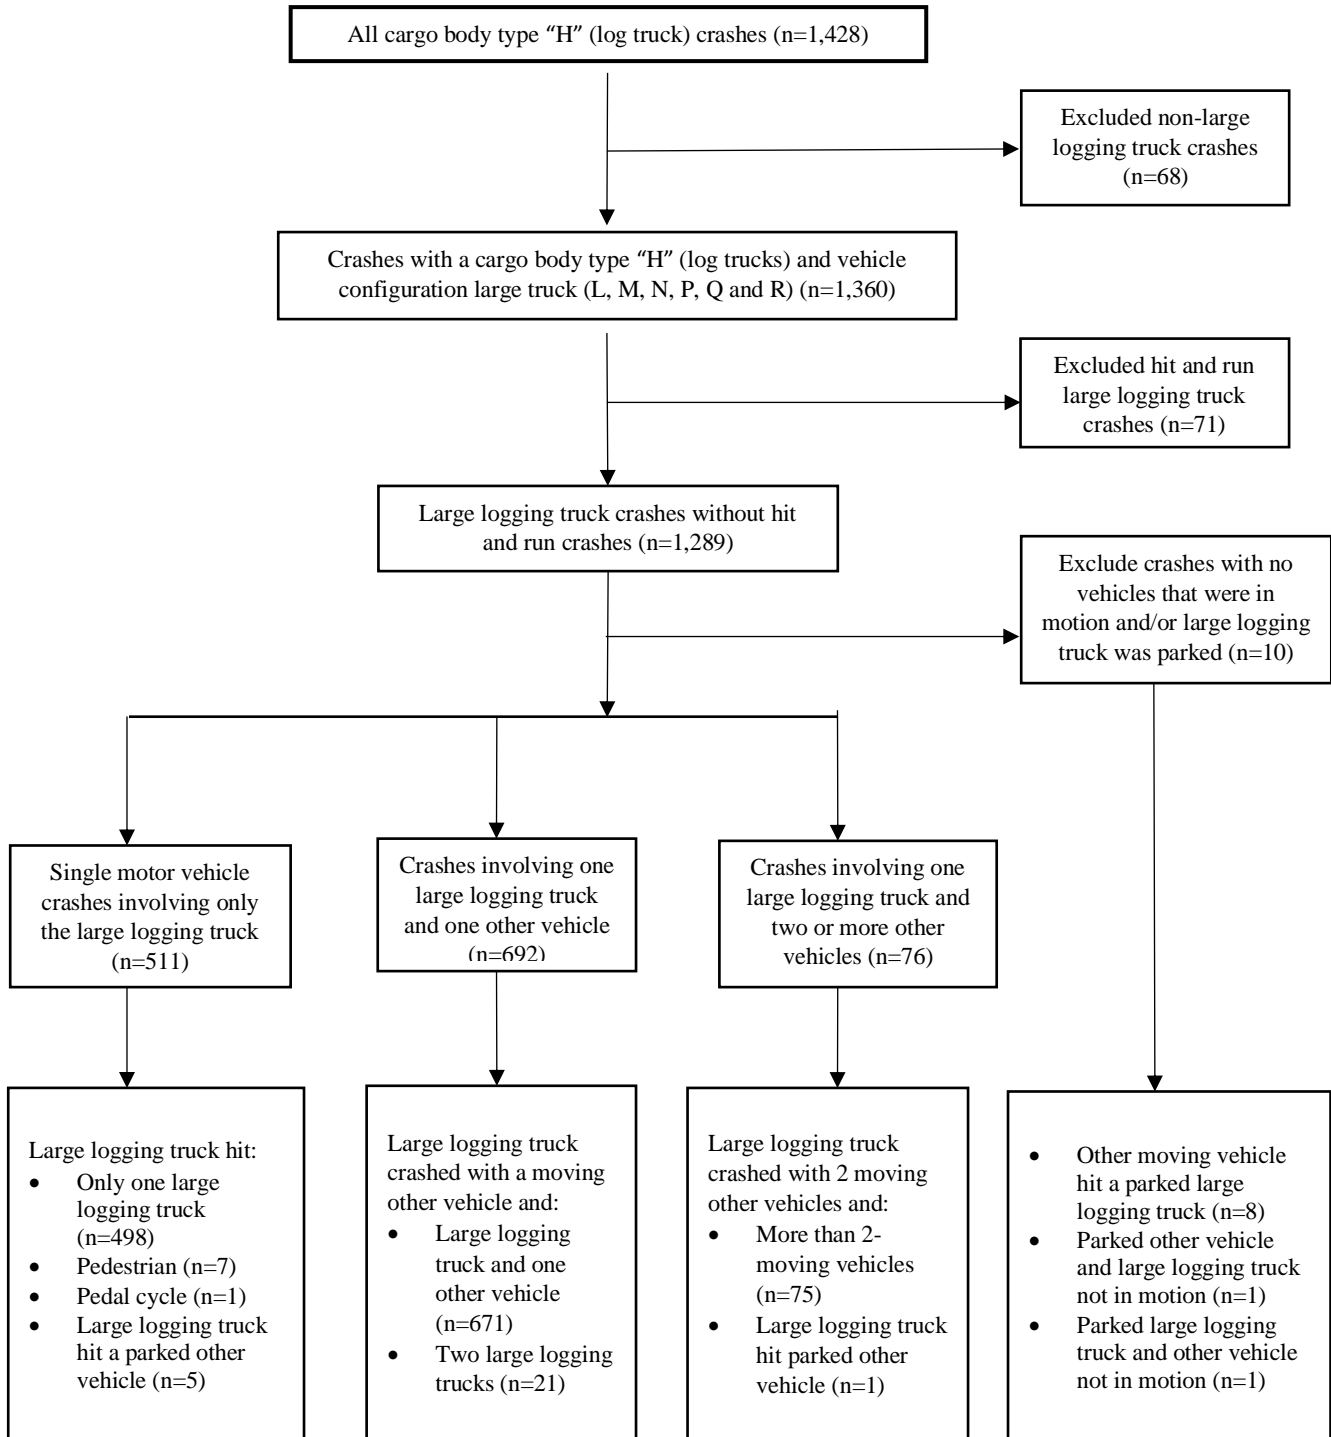 All cargo body type “H” (log truck) crashes (n=1,428)
Excluded non-large
logging truck crashes
(n=68)
Crashes with a cargo body type “H” (log trucks) and vehicle
configuration large truck (L, M, N, P, Q and R) (n=1,360)
Excluded hit and run
large logging truck
crashes (n=71)
Large logging truck crashes without hit
and run crashes (n=1,289)
Exclude crashes with no
vehicles that were in
motion and/or large logging
truck was parked (n=10)
Single motor vehicle
crashes involving only
the large logging truck
(n=511)
Crashes involving one
large logging truck
and one other vehicle
(n=692)
Crashes involving one
large logging truck and
two or more other
vehicles (n=76)
Large logging truck hit:
• Only one large
logging truck
(n=498)
• Pedestrian (n=7)
• Pedal cycle (n=1)
• Large logging truck
hit a parked other
vehicle (n=5)
Large logging truck
crashed with a moving
other vehicle and:
• Large logging
truck and one
other vehicle
(n=671)
• Two large logging
trucks (n=21)
Large logging truck
crashed with 2 moving
other vehicles and:
• More than 2-
moving vehicles
(n=75)
• Large logging truck
hit parked other
vehicle (n=1)
• Other moving vehicle
hit a parked large
logging truck (n=8)
• Parked other vehicle
and large logging truck
not in motion (n=1)
• Parked large logging
truck and other vehicle
not in motion (n=1)